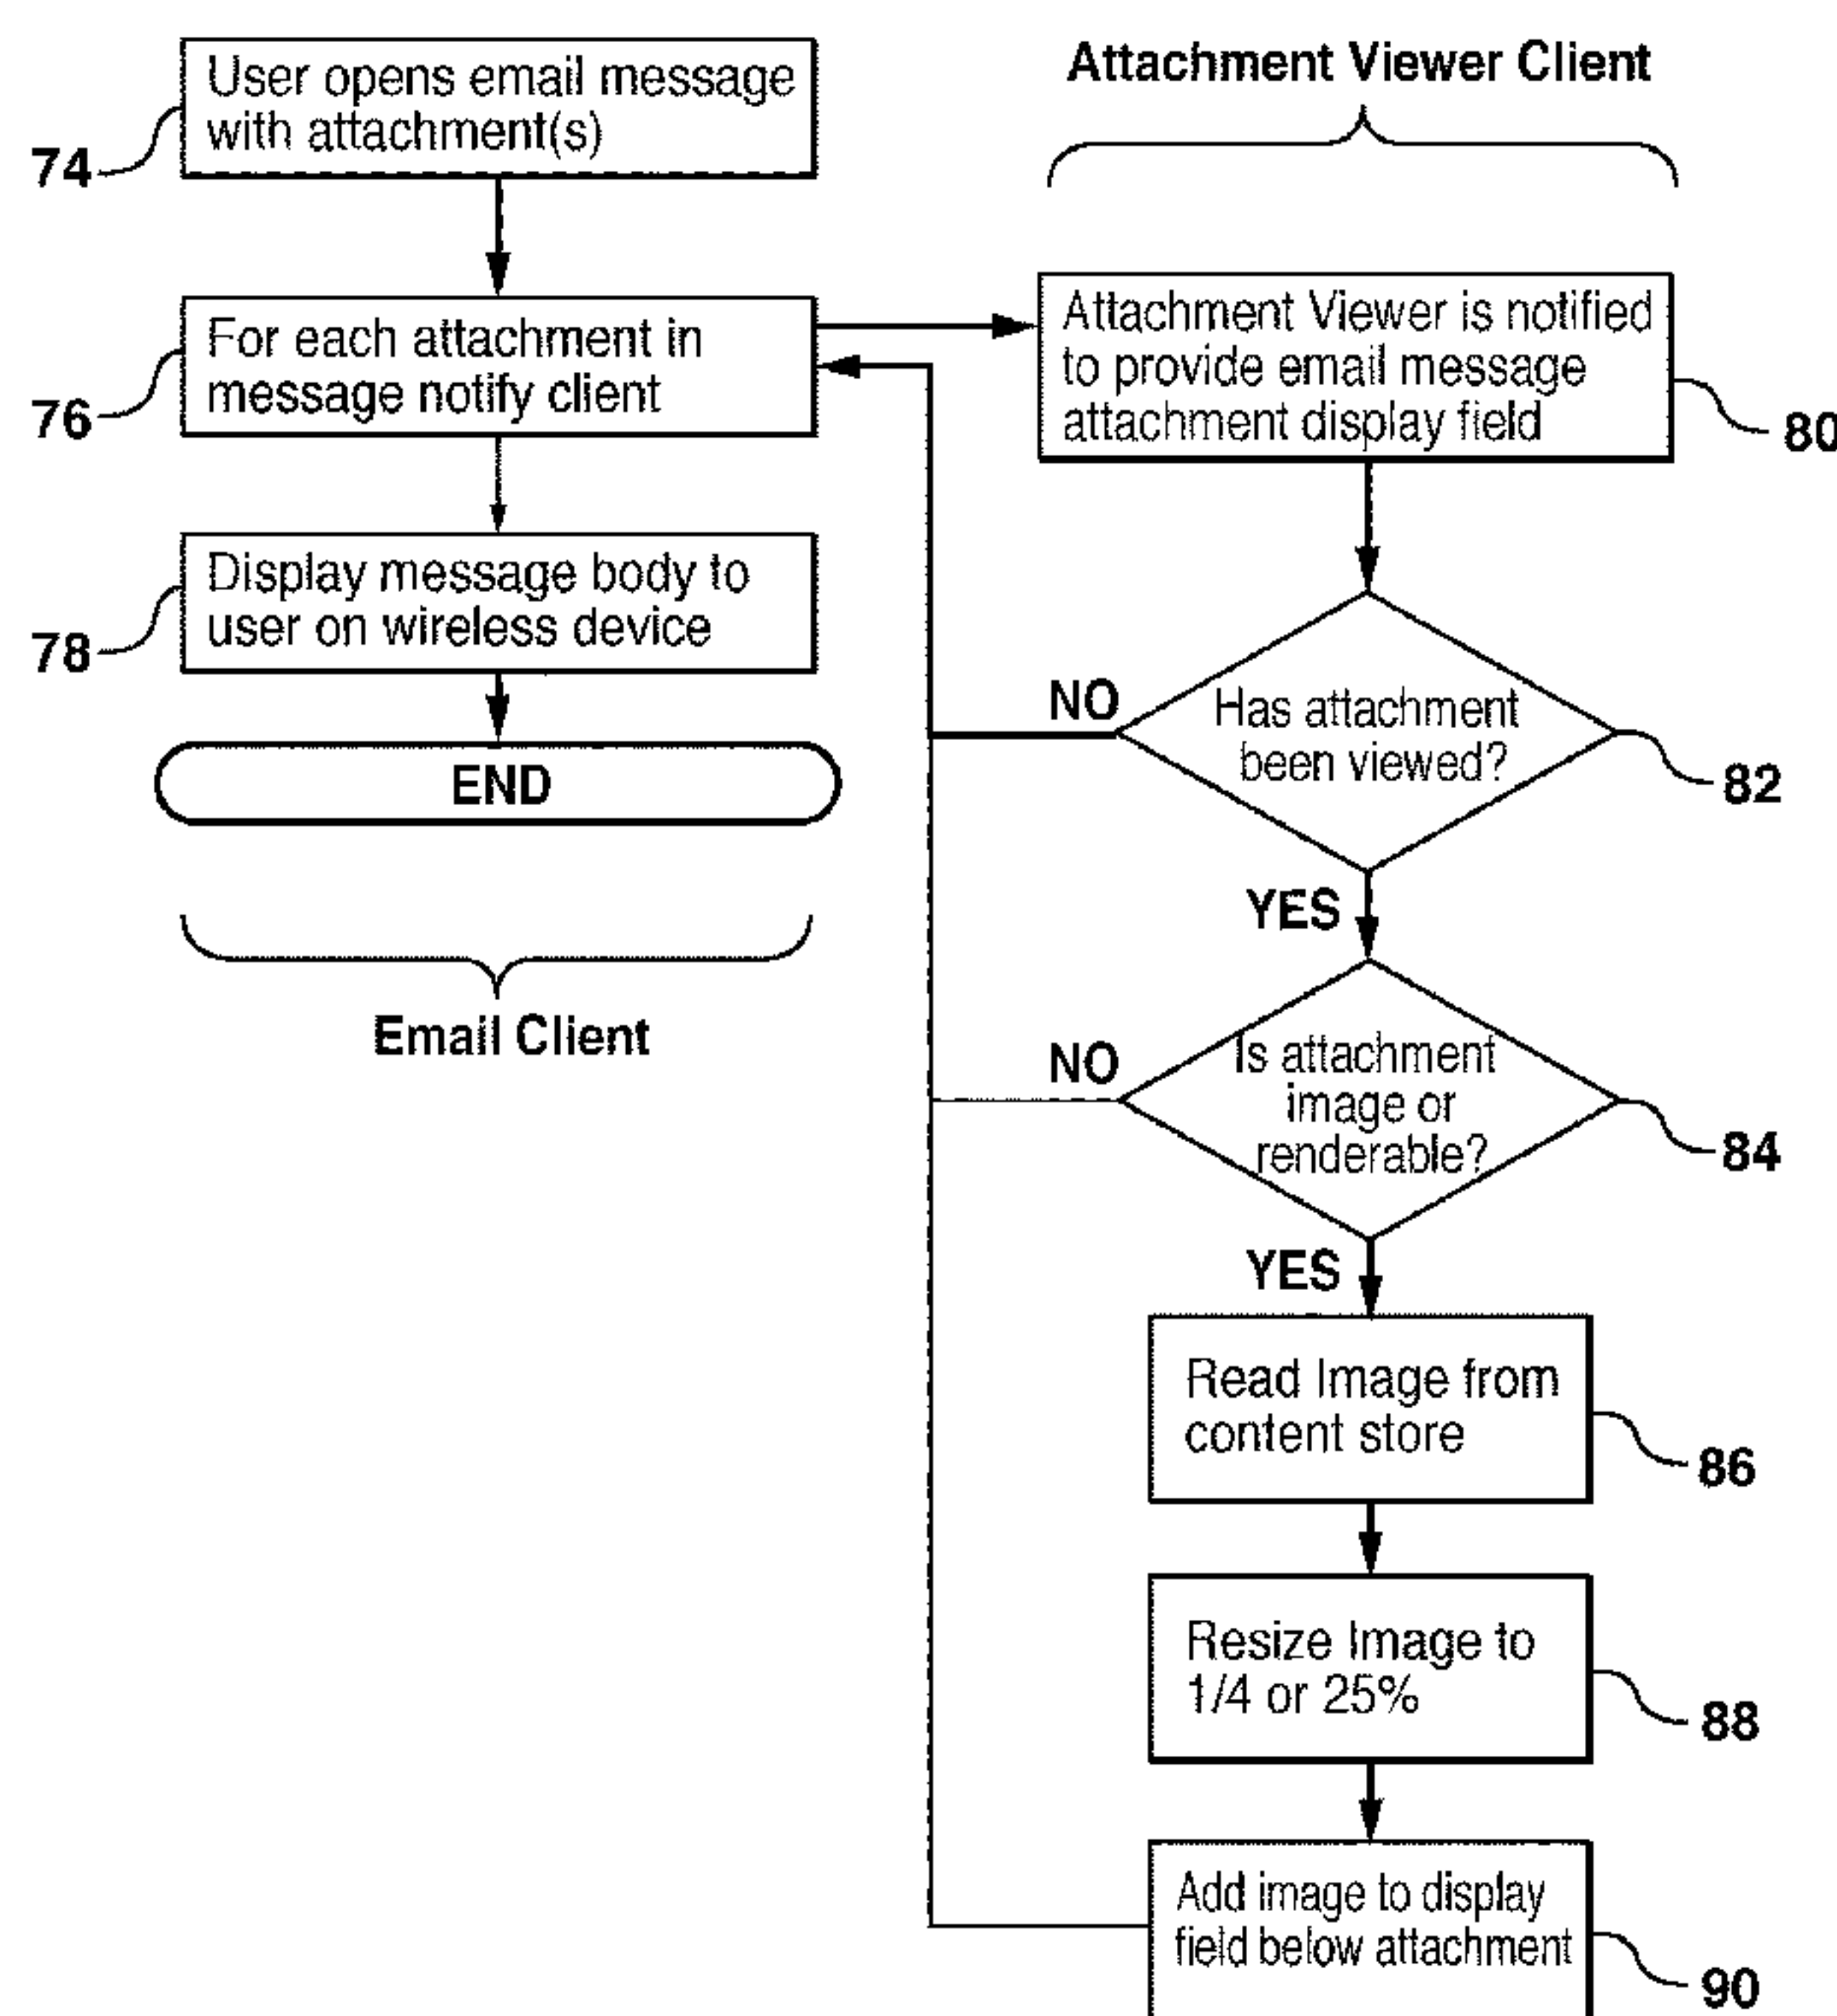 User opens email message
with attachment(s)
74
For each attachment in
message notify client
76
Display message body to
user on wireless device
78
END
Email Client
Attachment Viewer Client
Attachment Viewer is notified
to provide email message
attachment display field
80
Has attachment
been viewed?
82
NO
YES
Is attachment
image or
renderable?
84
NO
YES
Read Image from
content store
86
Resize Image to
1/4 or 25%
88
Add image to display
field below attachment
90